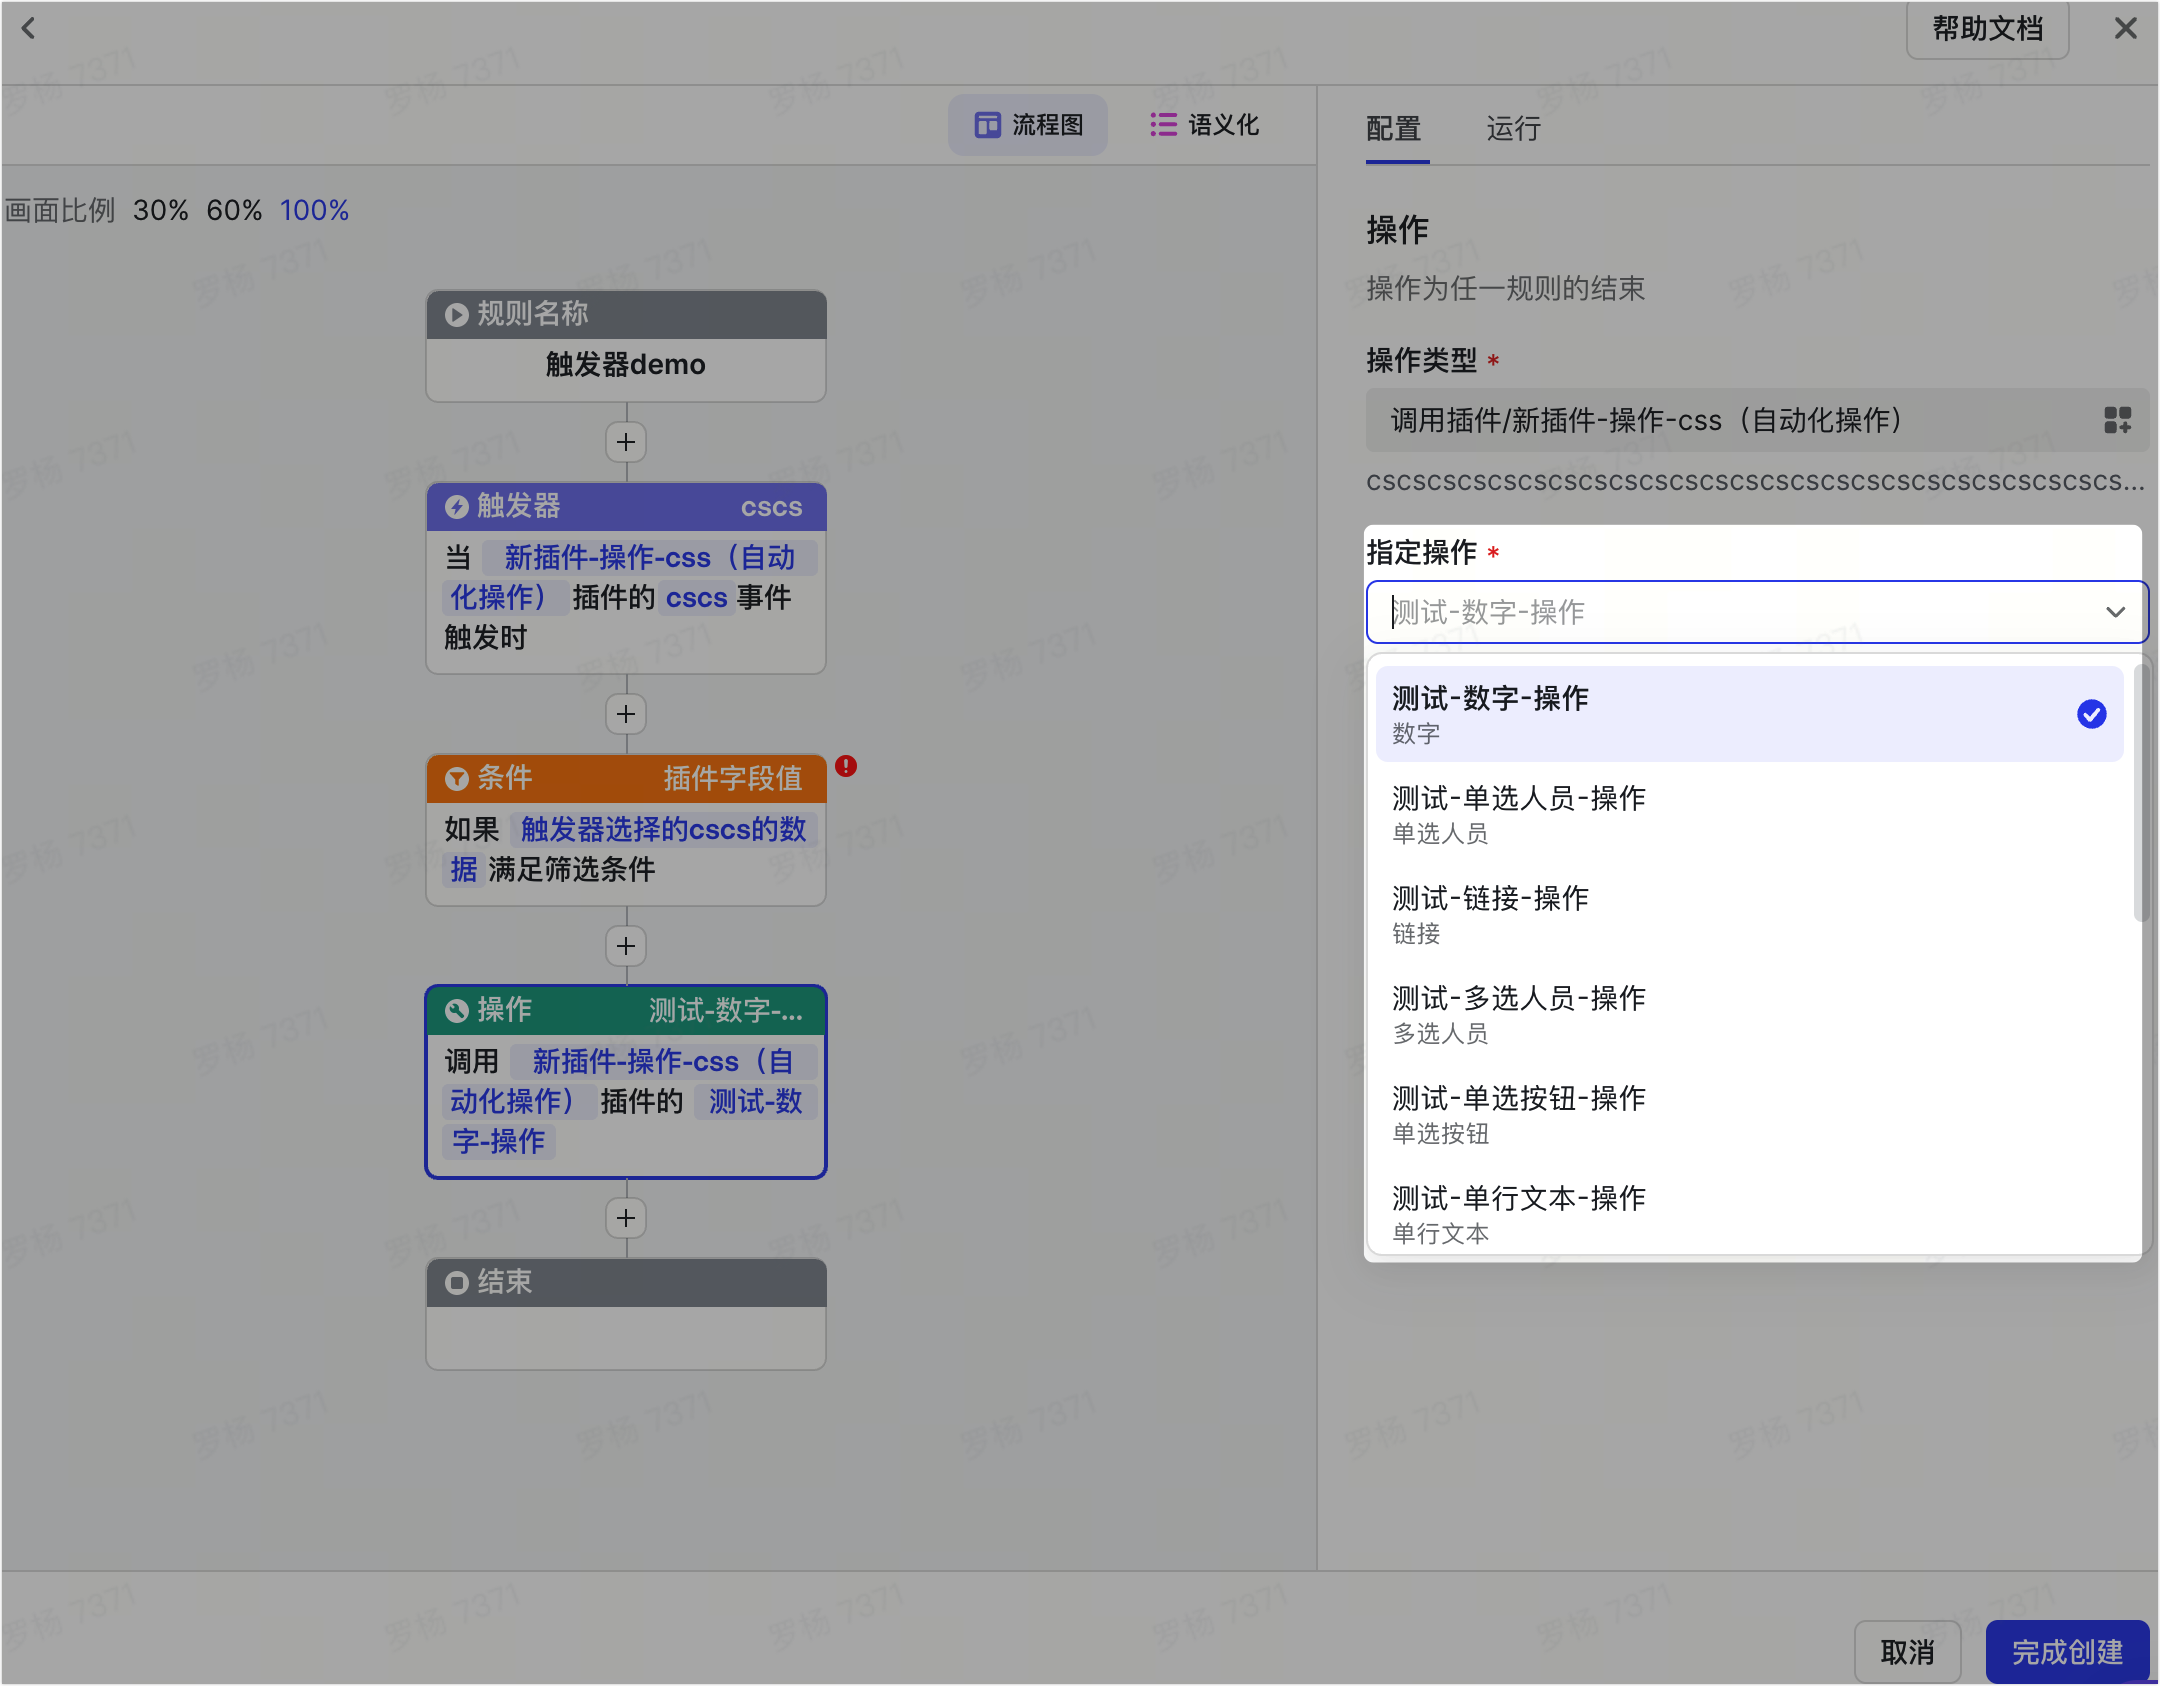 帮助文档
流程图
语义化
画面比例 30% 60% 100%
规则名称
触发器demo
触发器 cscs
当 新插件-操作-css（自动
化操作） 插件的 cscs 事件
触发时
条件 插件字段值
如果 触发器选择的cscs的数
据 满足筛选条件
操作 测试-数字-...
调用 新插件-操作-css（自
动化操作） 插件的 测试-数
字-操作
结束
配置 运行
操作
操作为任一规则的结束
操作类型 *
调用插件/新插件-操作-css（自动化操作）
cscscscscscscscscscscscscscscscscscscscscscscscscs...
指定操作 *
测试-数字-操作
测试-数字-操作
数字
测试-单选人员-操作
单选人员
测试-链接-操作
链接
测试-多选人员-操作
多选人员
测试-单选按钮-操作
单选按钮
测试-单行文本-操作
单行文本
取消 完成创建
罗杨 7371